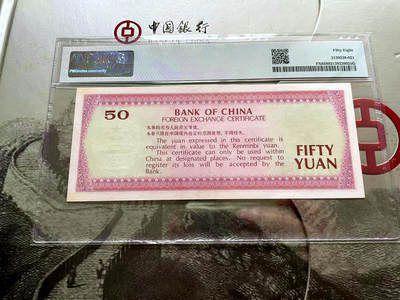 中国银行
Fifty Eight
50
BANK OF CHINA
FOREIGN EXCHANGE CERTIFICATE
The yuan expressed in this certificate is
equivalent in value to the Renminbi yuan.
This certificate can only be used within
China at designated places. No request to
register its loss will be accepted by the
Bank.
FIFTY
YUAN